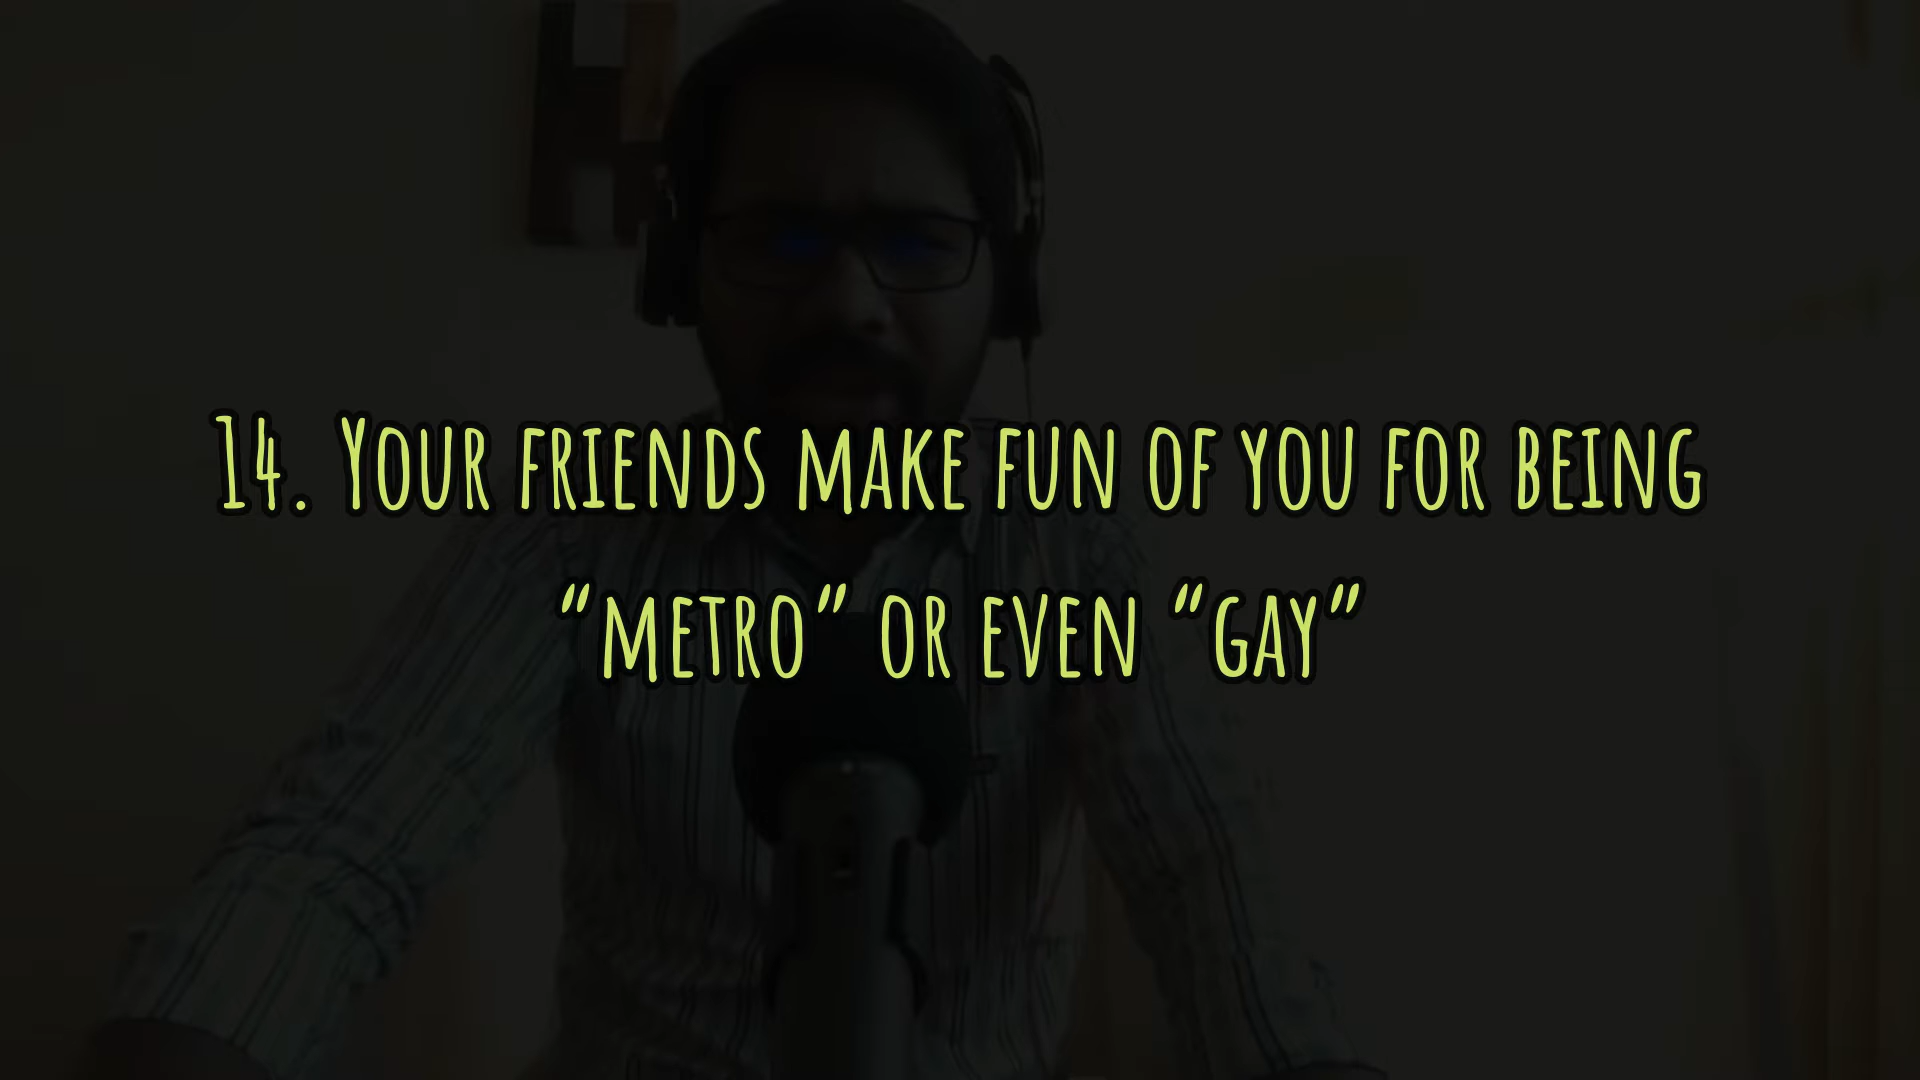 14. Your friends make fun of you for being
“metro” or even “gay”